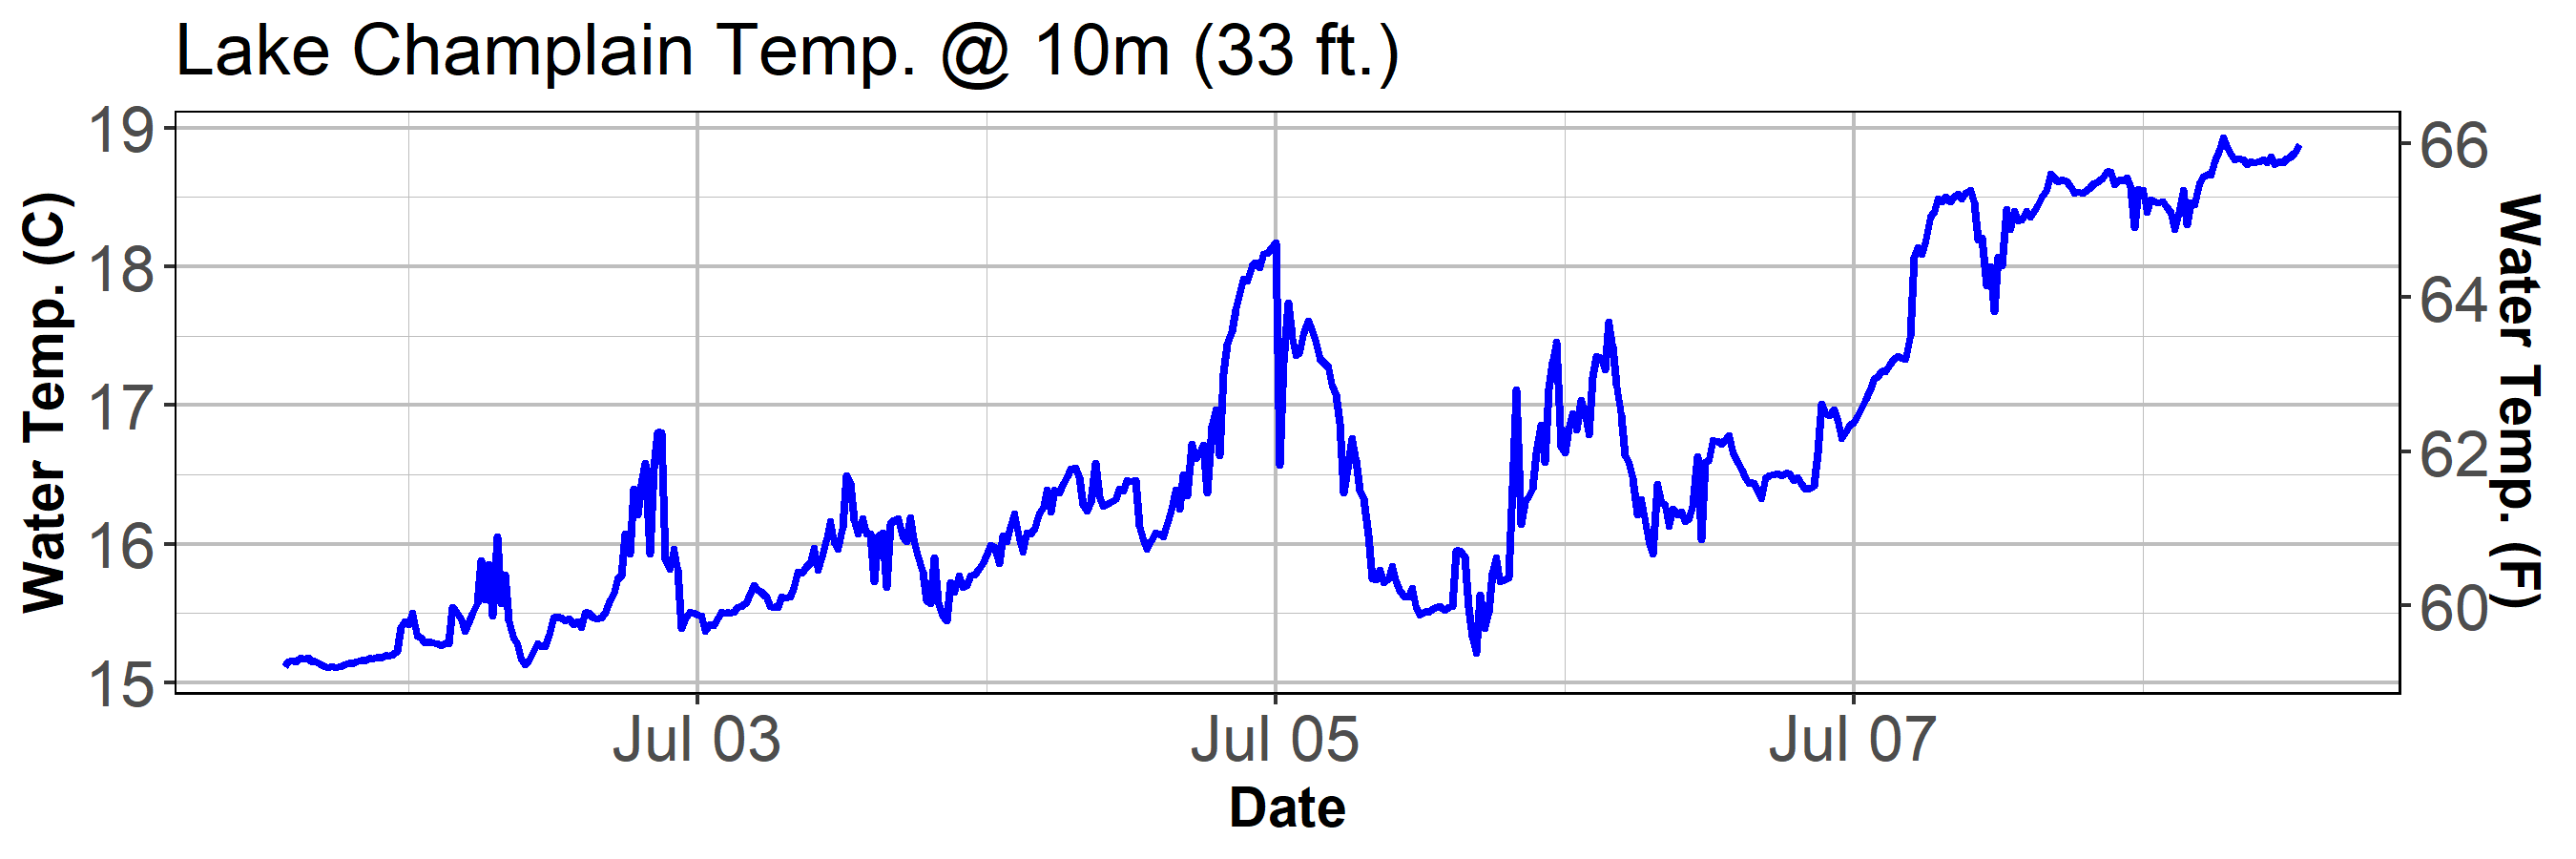 Lake Champlain Temp. @ 10m (33 ft.)
Water Temp. (C)
19
18
17
16
15
66
64
62
60
Water Temp. (F)
Jul 03
Jul 05
Jul 07
Date